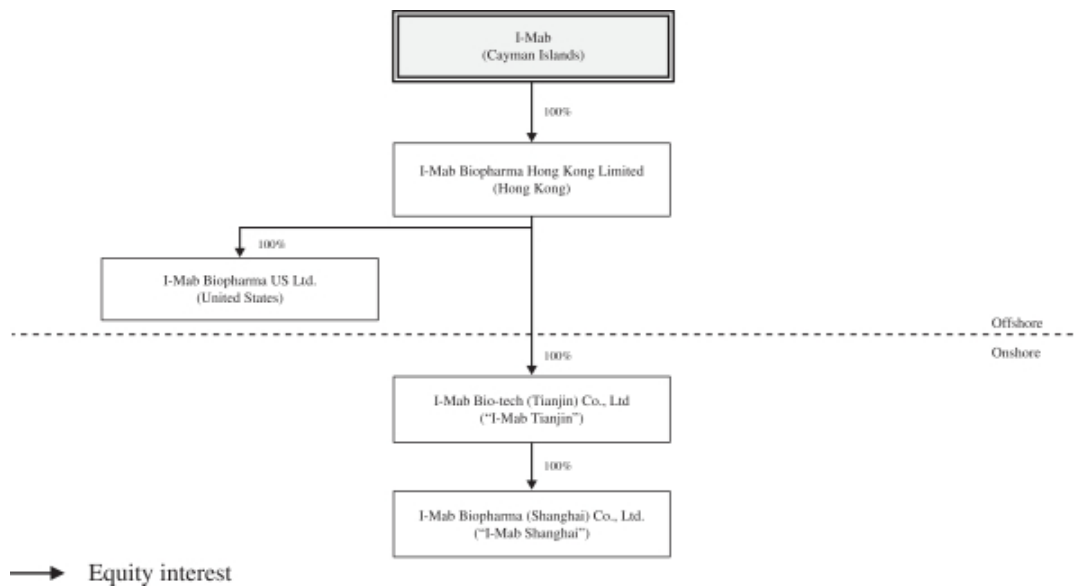 I-Mab
(Cayman Islands)
100%
I-Mab Biopharma Hong Kong Limited
(Hong Kong)
100%
I-Mab Biopharma US Ltd.
(United States)
Offshore
Onshore
100%
I-Mab Bio-tech (Tianjin) Co., Ltd
(“I-Mab Tianjin”)
100%
I-Mab Biopharma (Shanghai) Co., Ltd.
(“I-Mab Shanghai”)
Equity interest